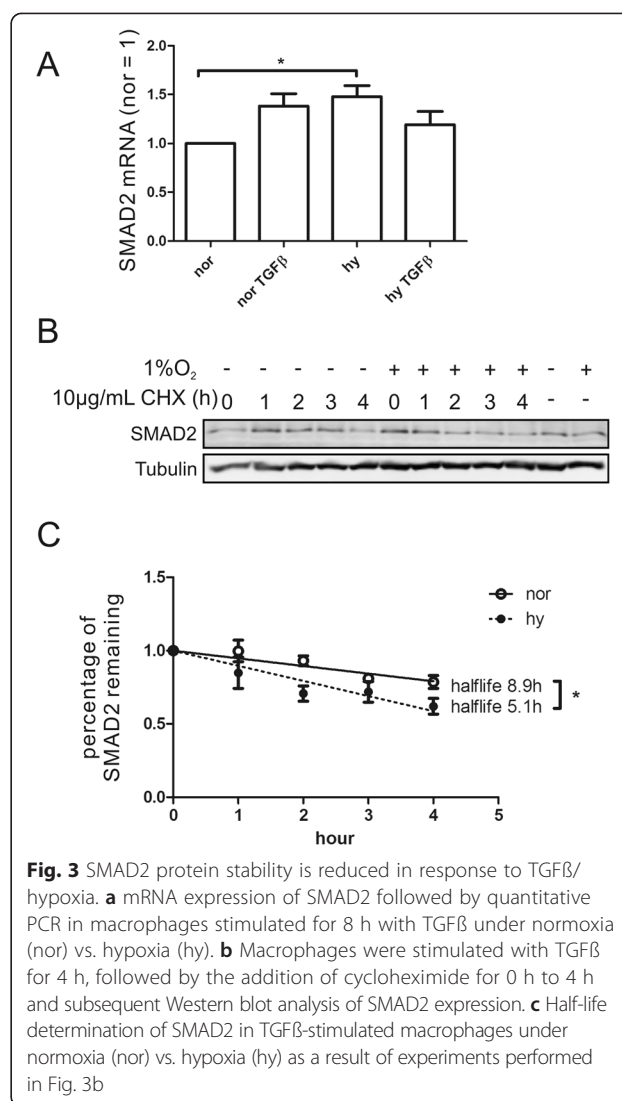 A
SMAD2 mRNA (nor = 1)
2.0
1.5
1.0
0.5
0.0
*
nor
nor TGFβ
hy
hy TGFβ
B
1%O₂ - - - - - + + + + + - +
10µg/mL CHX (h) 0 1 2 3 4 0 1 2 3 4 - -
SMAD2
Tubulin
C
percentage of
SMAD2 remaining
1.5
1.0
0.5
0.0
nor
hy
halflife 8.9h
halflife 5.1h
*
0 1 2 3 4 5
hour
Fig. 3 SMAD2 protein stability is reduced in response to TGFß/
hypoxia. a mRNA expression of SMAD2 followed by quantitative
PCR in macrophages stimulated for 8 h with TGFß under normoxia
(nor) vs. hypoxia (hy). b Macrophages were stimulated with TGFß
for 4 h, followed by the addition of cycloheximide for 0 h to 4 h
and subsequent Western blot analysis of SMAD2 expression. c Half-life
determination of SMAD2 in TGFß-stimulated macrophages under
normoxia (nor) vs. hypoxia (hy) as a result of experiments performed
in Fig. 3b